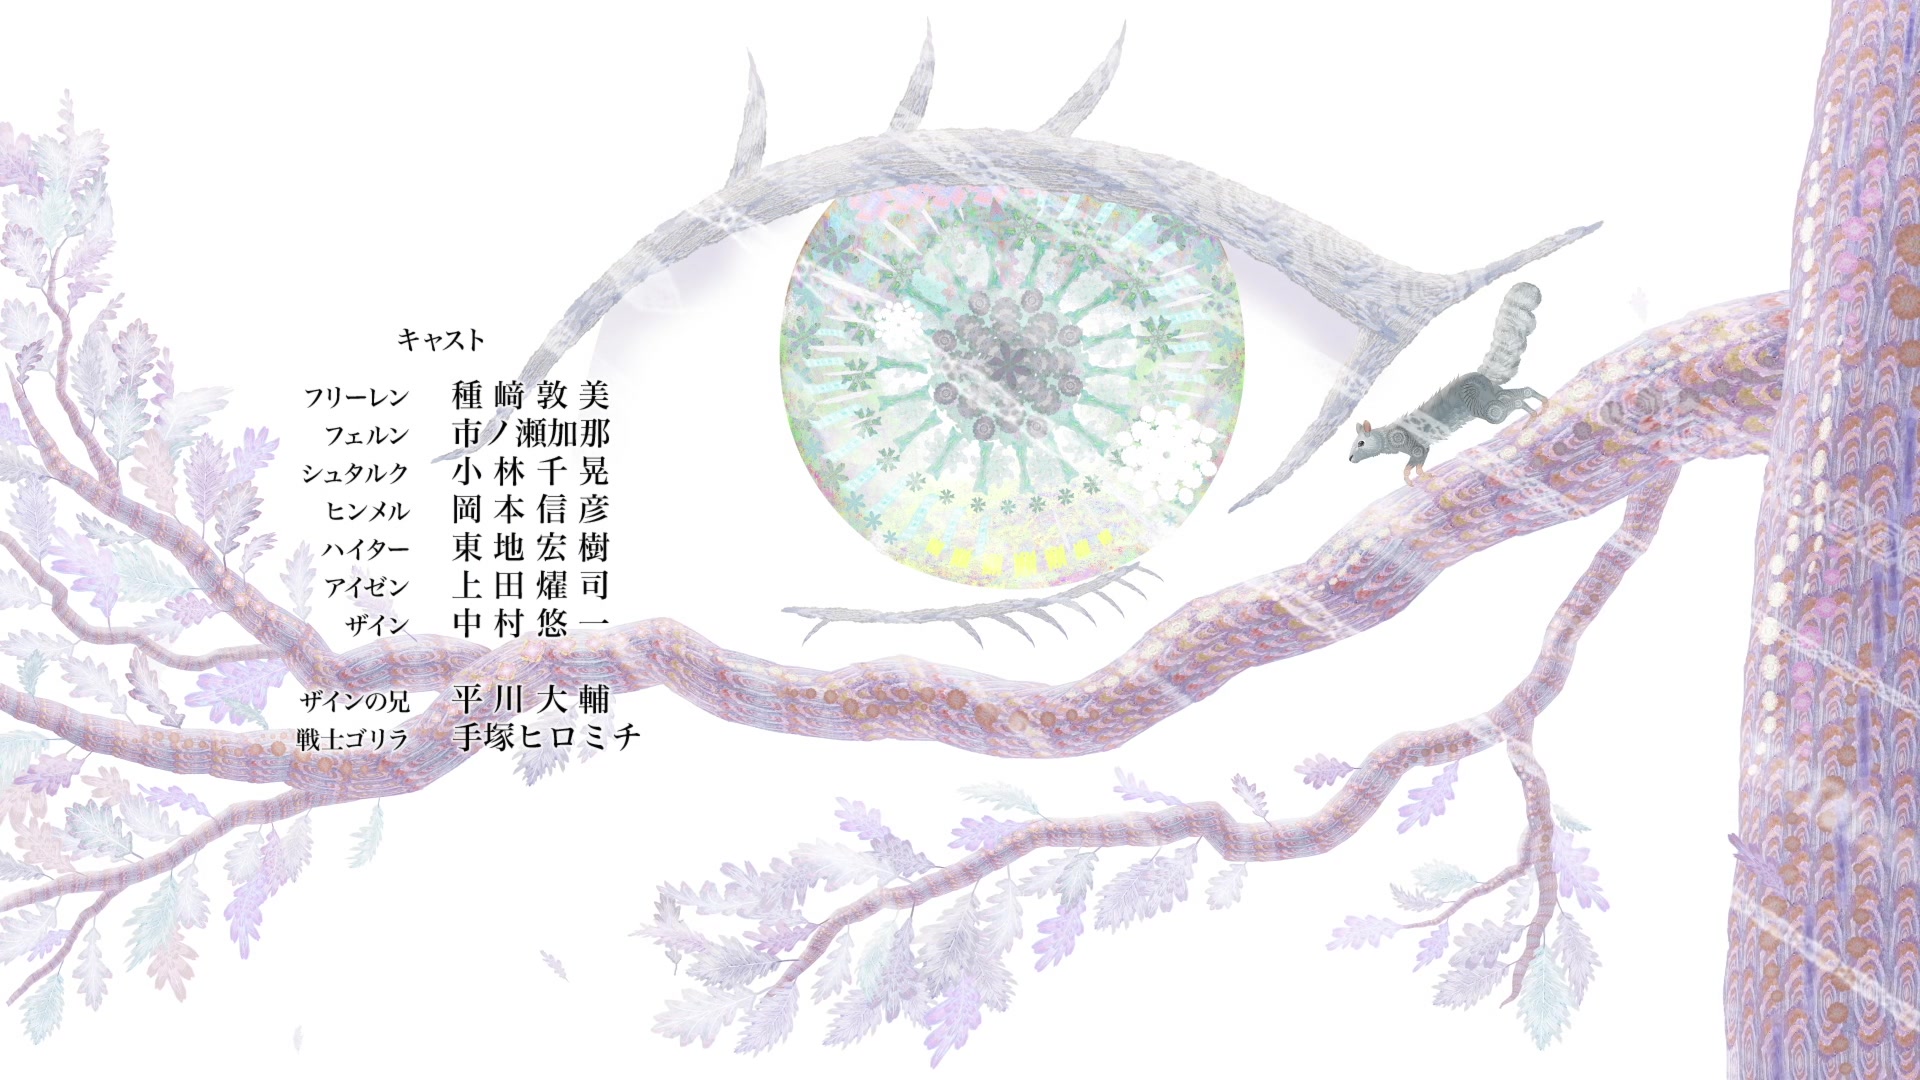 キャスト
フリーレン 種﨑敦美
フェルン 市ノ瀬加那
シュタルク 小林千晃
ヒンメル 岡本信彦
ハイター 東地宏樹
アイゼン 上田燿司
ザイン 中村悠一
ザインの兄 平川大輔
戦士ゴリラ 手塚ヒロミチ